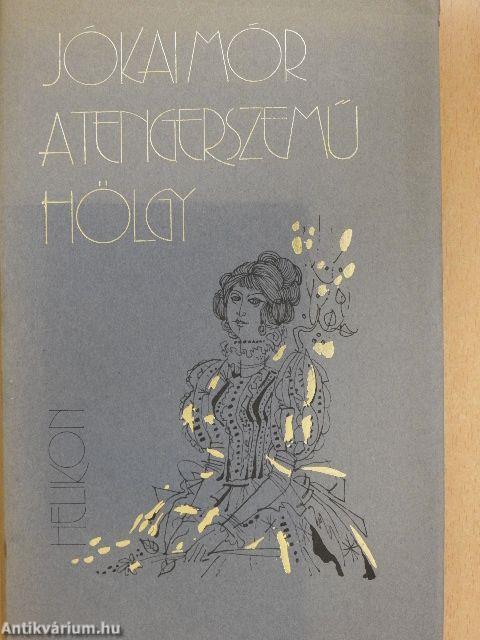 JÓKAI MÓR
A TENGERSZEMŰ
HÖLGY
HELIKON
Antikvárium.hu